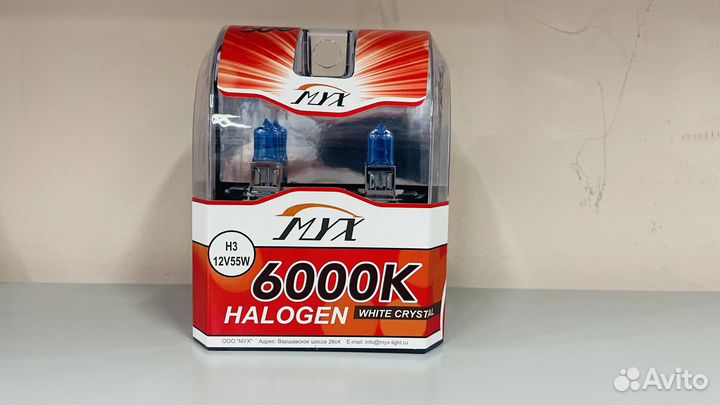 MYX
MYX
H3
12V55W
6000K
HALOGEN
WHITE CRYSTAL
ООО "МУХ" Адрес: Варшавское шоссе 26с4 E-mail: info@myx-light.ru
Avito